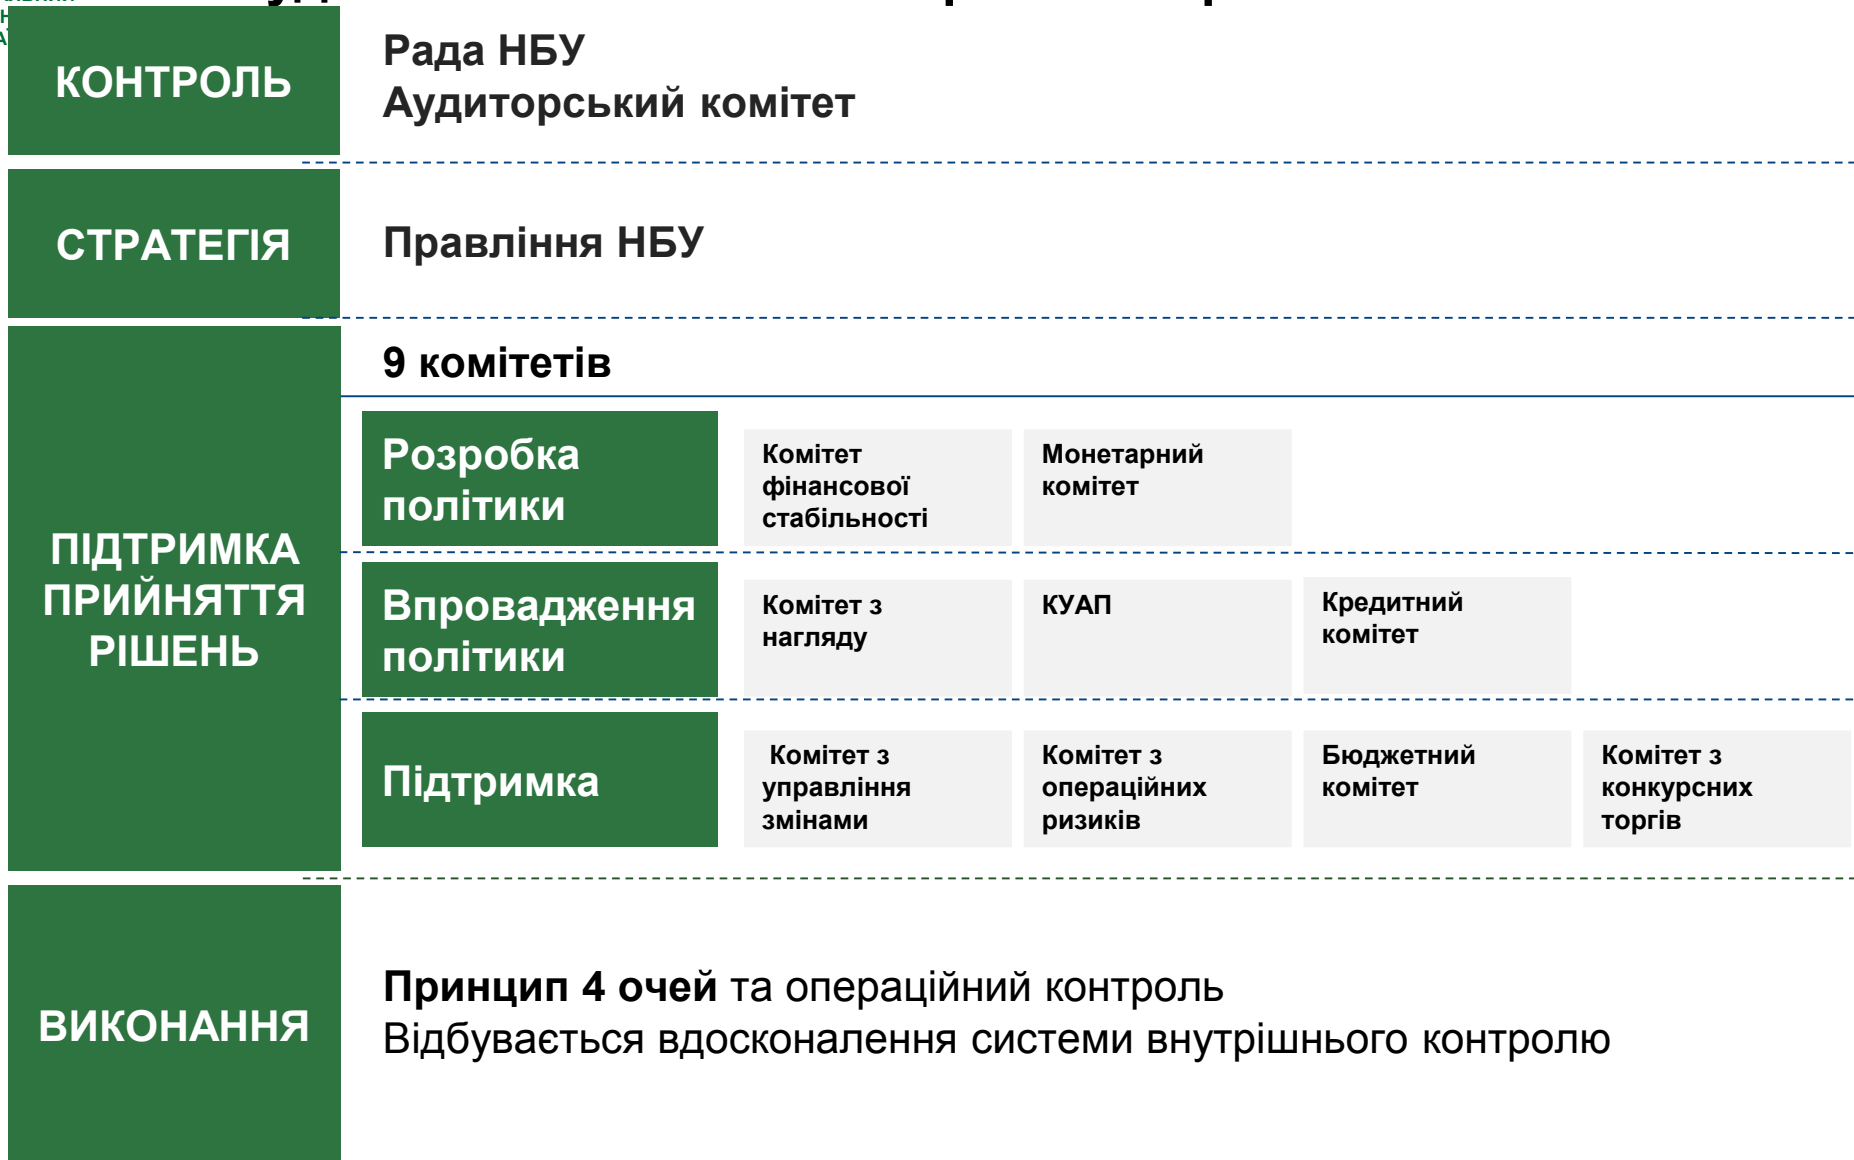 КОНТРОЛЬ
Рада НБУ
Аудиторський комітет
СТРАТЕГІЯ
Правління НБУ
ПІДТРИМКА
ПРИЙНЯТТЯ
РІШЕНЬ
9 комітетів
Розробка
політики
Комітет
фінансової
стабільності
Монетарний
комітет
Впровадження
політики
Комітет з
нагляду
КУАП
Кредитний
комітет
Підтримка
Комітет з
управління
змінами
Комітет з
операційних
ризиків
Бюджетний
комітет
Комітет з
конкурсних
торгів
ВИКОНАННЯ
Принцип 4 очей та операційний контроль
Відбувається вдосконалення системи внутрішнього контролю